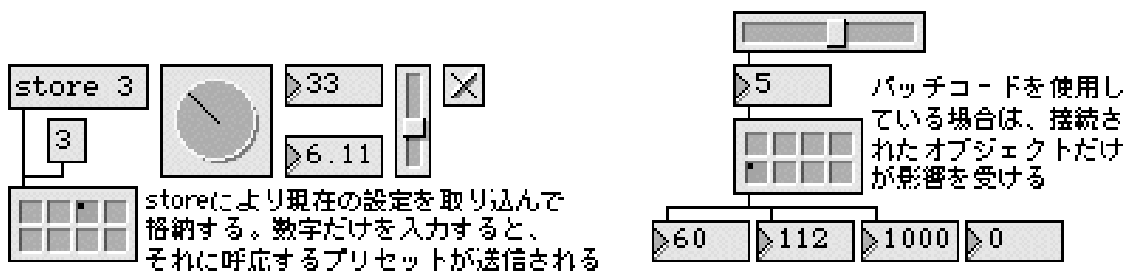 store 3
3
33
6.11
storeにより現在の設定を取り込んで
格納する。数字だけを入力すると、
それに呼応するプリセットが送信される
5
パッチコードを使用し
ている場合は、接続さ
れたオブジェクトだけ
が影響を受ける
60
112
1000
0